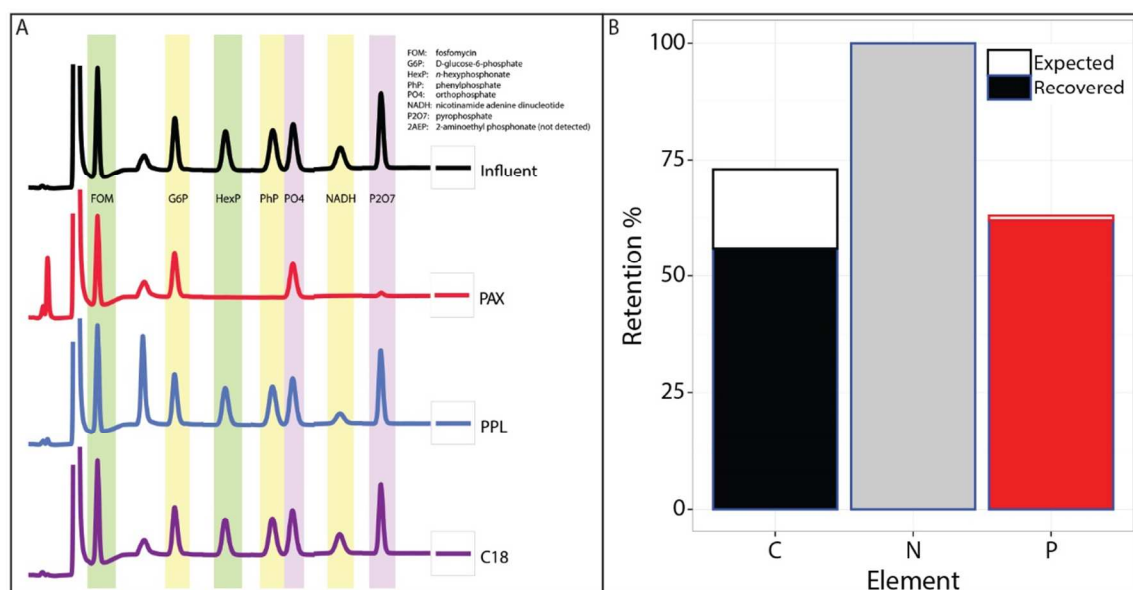 A
FOM: fosfomycin
G6P: D-glucose-6-phosphate
HexP: n-hexyphosphonate
PhP: phenylphosphate
PO4: orthophosphate
NADH: nicotinamide adenine dinucleotide
P2O7: pyrophosphate
2AEP: 2-aminoethyl phosphonate (not detected)
Influent
FOM G6P HexP PhP PO4 NADH P2O7
PAX
PPL
C18
B
Expected
Recovered
100
75
50
25
0
Retention %
C N P
Element